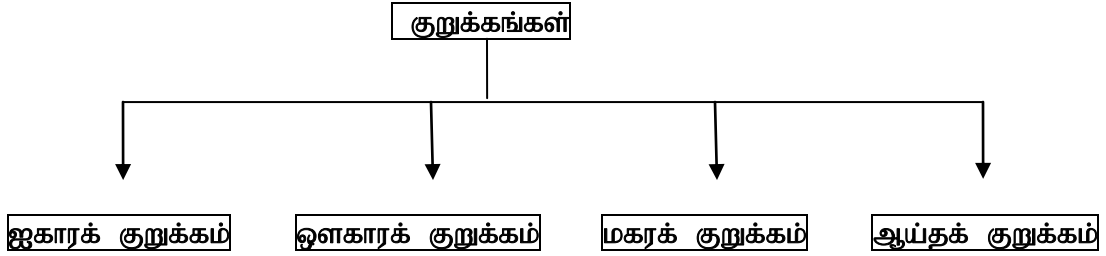 குறுக்கங்கள்
ஐகாரக் குறுக்கம்
ஔகாரக் குறுக்கம்
மகரக் குறுக்கம்
ஆய்தக் குறுக்கம்